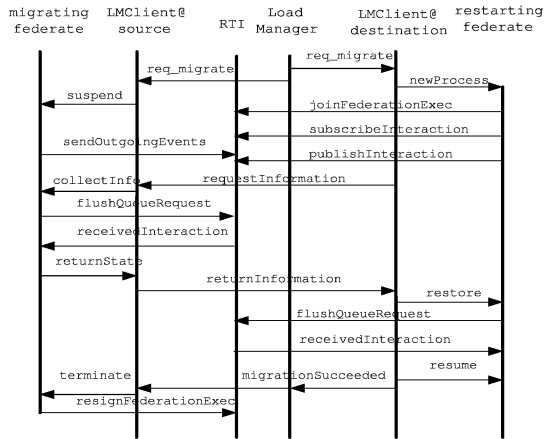 migrating federate
LMClient@ source
RTI
Load Manager
LMClient@ destination
restarting federate
req_migrate
req_migrate
newProcess
suspend
joinFederationExec
subscribeInteraction
sendOutgoingEvents
publishInteraction
collectInfo
requestInformation
flushQueueRequest
receivedInteraction
returnState
returnInformation
restore
flushQueueRequest
receivedInteraction
resume
terminate
migrationSucceeded
resignFederationExec